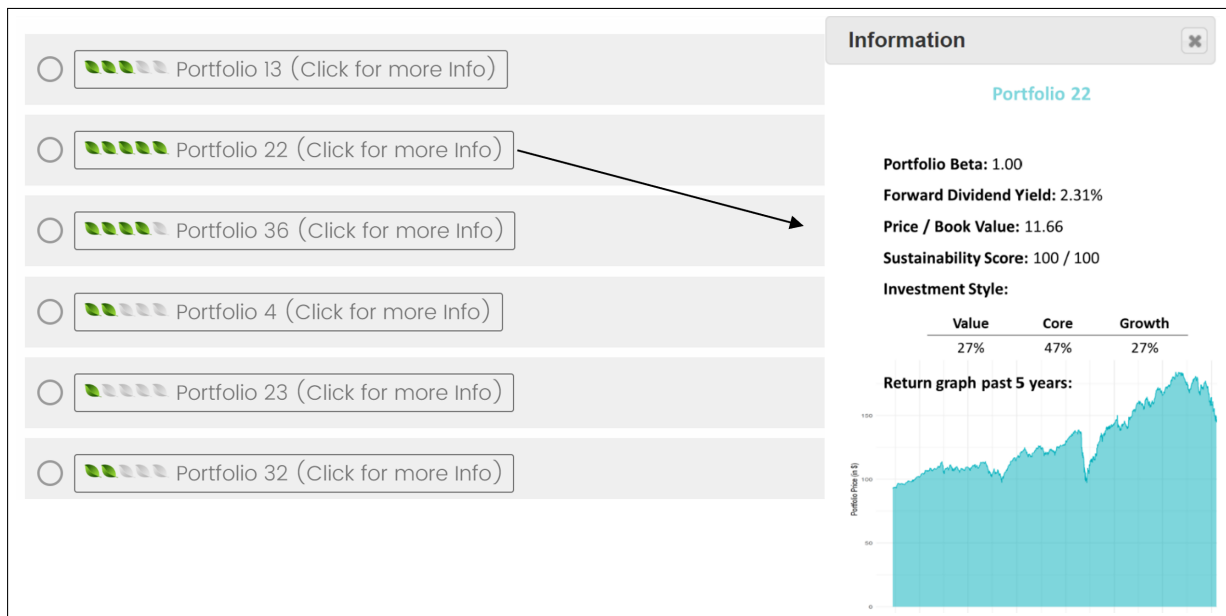 Portfolio 13 (Click for more Info)
Portfolio 22 (Click for more Info)
Portfolio 36 (Click for more Info)
Portfolio 4 (Click for more Info)
Portfolio 23 (Click for more Info)
Portfolio 32 (Click for more Info)
Information
Portfolio 22
Portfolio Beta: 1.00
Forward Dividend Yield: 2.31%
Price / Book Value: 11.66
Sustainability Score: 100 / 100
Investment Style:
Value Core Growth
27% 47% 27%
Return graph past 5 years:
150
100
50
0
Portfolio Price (in $)